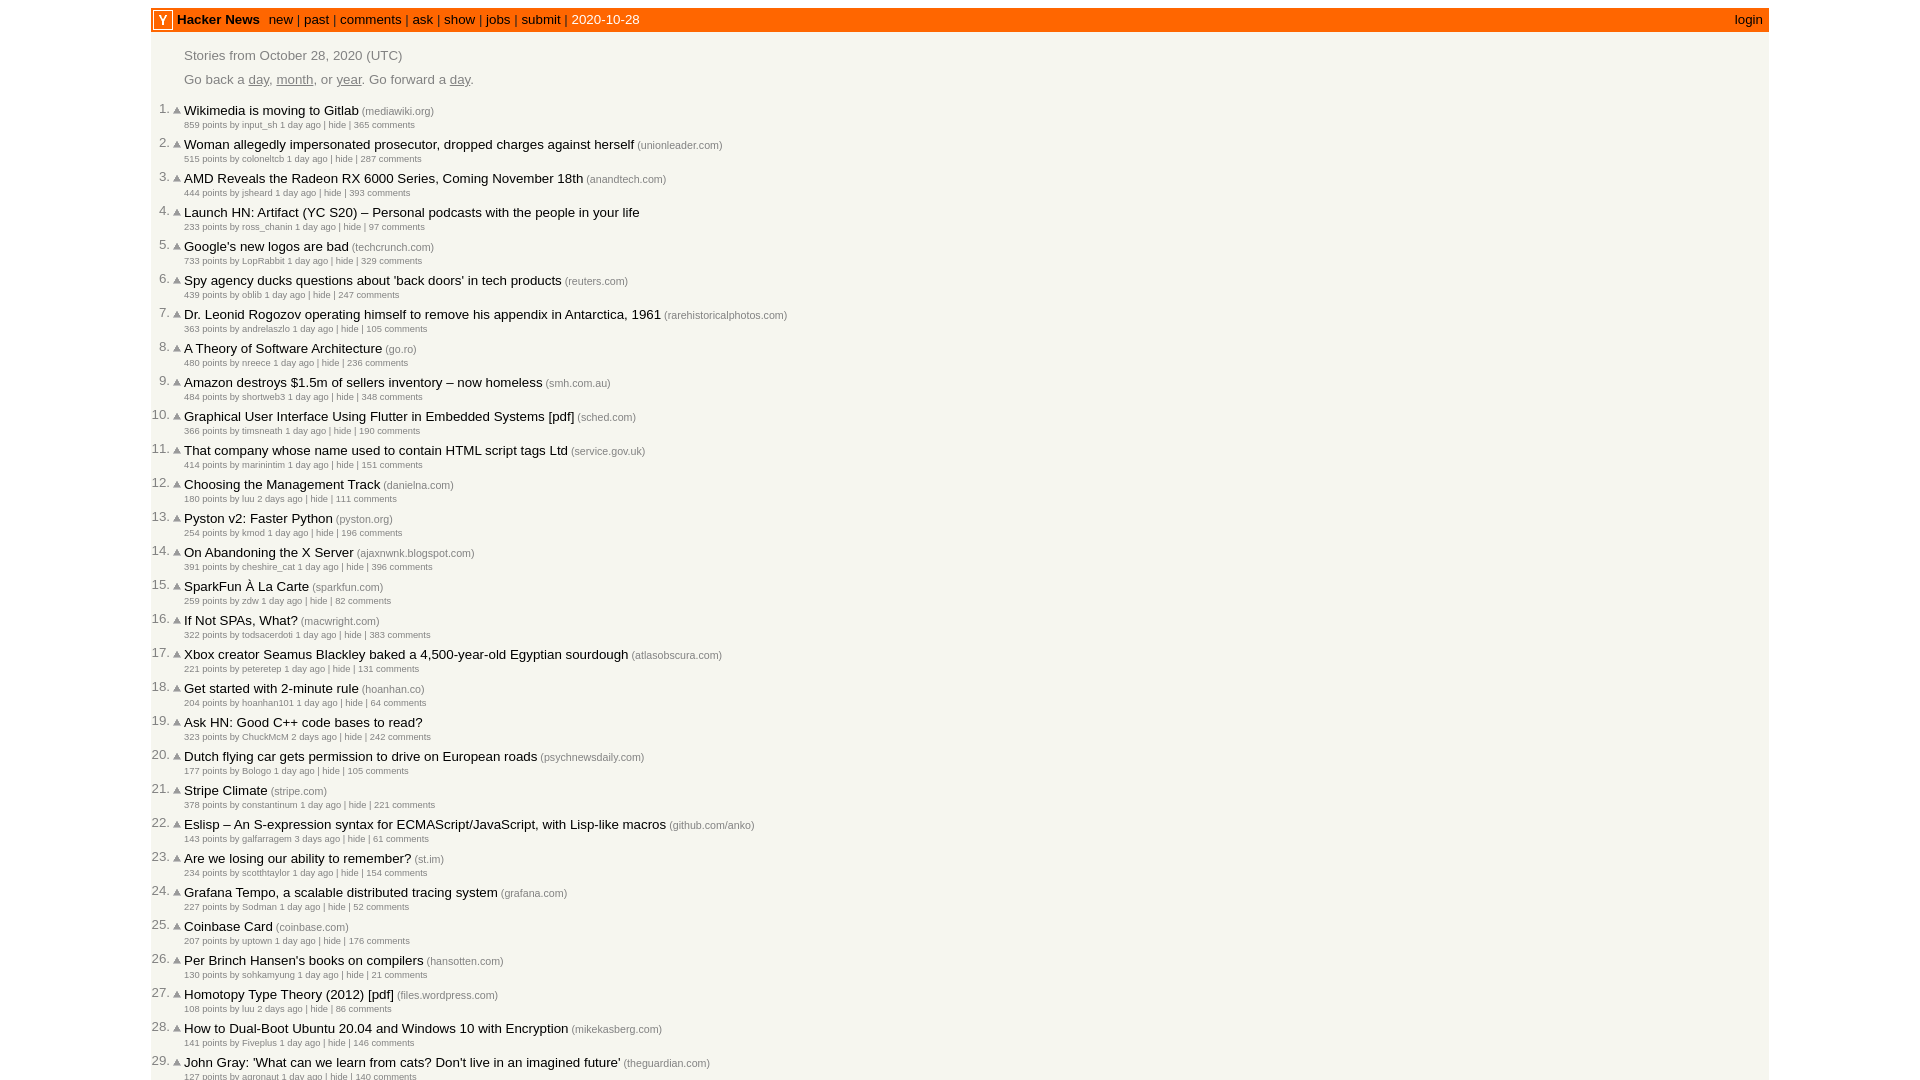 Y Hacker News new | past | comments | ask | show | jobs | submit | 2020-10-28 login
Stories from October 28, 2020 (UTC)
Go back a day, month, or year. Go forward a day.
1. Wikimedia is moving to Gitlab (mediawiki.org)
859 points by input_sh 1 day ago | hide | 365 comments
2. Woman allegedly impersonated prosecutor, dropped charges against herself (unionleader.com)
515 points by coloneltcb 1 day ago | hide | 287 comments
3. AMD Reveals the Radeon RX 6000 Series, Coming November 18th (anandtech.com)
444 points by jsheard 1 day ago | hide | 393 comments
4. Launch HN: Artifact (YC S20) – Personal podcasts with the people in your life
233 points by ross_chanin 1 day ago | hide | 97 comments
5. Google's new logos are bad (techcrunch.com)
733 points by LopRabbit 1 day ago | hide | 329 comments
6. Spy agency ducks questions about 'back doors' in tech products (reuters.com)
439 points by oblib 1 day ago | hide | 247 comments
7. Dr. Leonid Rogozov operating himself to remove his appendix in Antarctica, 1961 (rarehistoricalphotos.com)
363 points by andrelaszlo 1 day ago | hide | 105 comments
8. A Theory of Software Architecture (go.ro)
480 points by nreece 1 day ago | hide | 236 comments
9. Amazon destroys $1.5m of sellers inventory – now homeless (smh.com.au)
484 points by shortweb3 1 day ago | hide | 348 comments
10. Graphical User Interface Using Flutter in Embedded Systems [pdf] (sched.com)
366 points by timsneath 1 day ago | hide | 190 comments
11. That company whose name used to contain HTML script tags Ltd (service.gov.uk)
414 points by marinintim 1 day ago | hide | 151 comments
12. Choosing the Management Track (danielna.com)
180 points by luu 2 days ago | hide | 111 comments
13. Pyston v2: Faster Python (pyston.org)
254 points by kmod 1 day ago | hide | 196 comments
14. On Abandoning the X Server (ajaxnwnk.blogspot.com)
391 points by cheshire_cat 1 day ago | hide | 396 comments
15. SparkFun À La Carte (sparkfun.com)
259 points by zdw 1 day ago | hide | 82 comments
16. If Not SPAs, What? (macwright.com)
322 points by todsacerdoti 1 day ago | hide | 383 comments
17. Xbox creator Seamus Blackley baked a 4,500-year-old Egyptian sourdough (atlasobscura.com)
221 points by peteretep 1 day ago | hide | 131 comments
18. Get started with 2-minute rule (hoanhan.co)
204 points by hoanhan101 1 day ago | hide | 64 comments
19. Ask HN: Good C++ code bases to read?
323 points by ChuckMcM 2 days ago | hide | 242 comments
20. Dutch flying car gets permission to drive on European roads (psychnewsdaily.com)
177 points by Bologo 1 day ago | hide | 105 comments
21. Stripe Climate (stripe.com)
378 points by constantinum 1 day ago | hide | 221 comments
22. Eslisp – An S-expression syntax for ECMAScript/JavaScript, with Lisp-like macros (github.com/anko)
143 points by galfarragem 3 days ago | hide | 61 comments
23. Are we losing our ability to remember? (st.im)
234 points by scotthtaylor 1 day ago | hide | 154 comments
24. Grafana Tempo, a scalable distributed tracing system (grafana.com)
227 points by Sodman 1 day ago | hide | 52 comments
25. Coinbase Card (coinbase.com)
207 points by uptown 1 day ago | hide | 176 comments
26. Per Brinch Hansen's books on compilers (hansotten.com)
130 points by sohkamyung 1 day ago | hide | 21 comments
27. Homotopy Type Theory (2012) [pdf] (files.wordpress.com)
108 points by luu 2 days ago | hide | 86 comments
28. How to Dual-Boot Ubuntu 20.04 and Windows 10 with Encryption (mikekasberg.com)
141 points by Fiveplus 1 day ago | hide | 146 comments
29. John Gray: 'What can we learn from cats? Don't live in an imagined future' (theguardian.com)
127 points by agronaut 1 day ago | hide | 140 comments